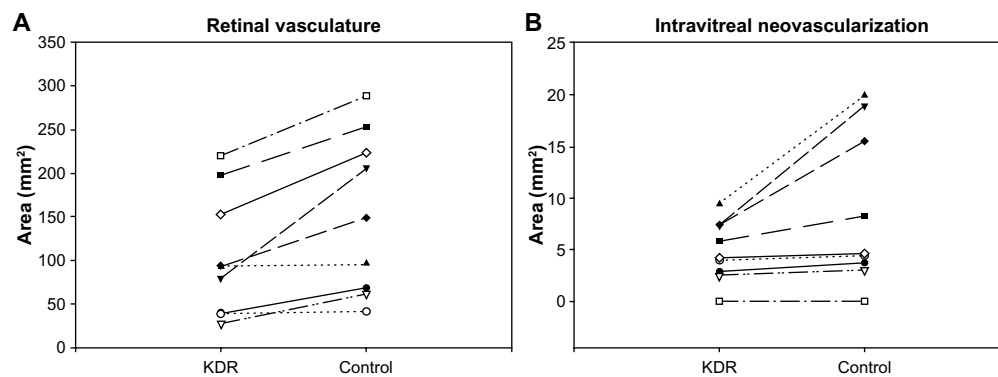 A
Retinal vasculature
350
300
250
200
150
100
50
0
Area (mm²)
KDR
Control
B
Intravitreal neovascularization
25
20
15
10
5
0
Area (mm²)
KDR
Control